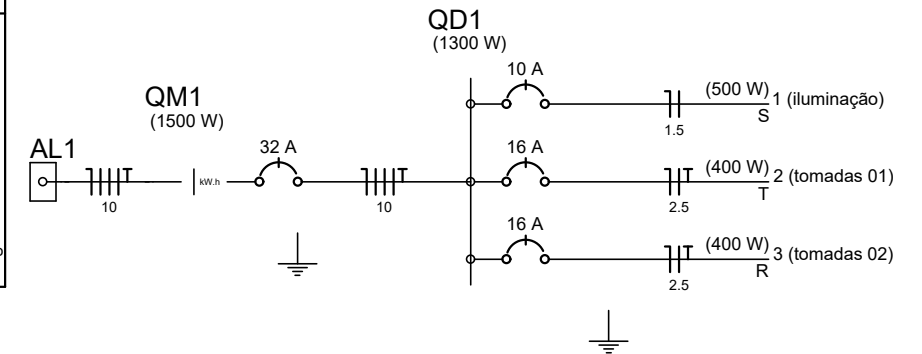 QD1
(1300 W)
10 A
(500 W) 1 (iluminação)
1.5
S
QM1
(1500 W)
AL1
32 A
16 A
(400 W) 2 (tomadas 01)
kW.h
10
10
2.5
T
16 A
(400 W) 3 (tomadas 02)
2.5
R